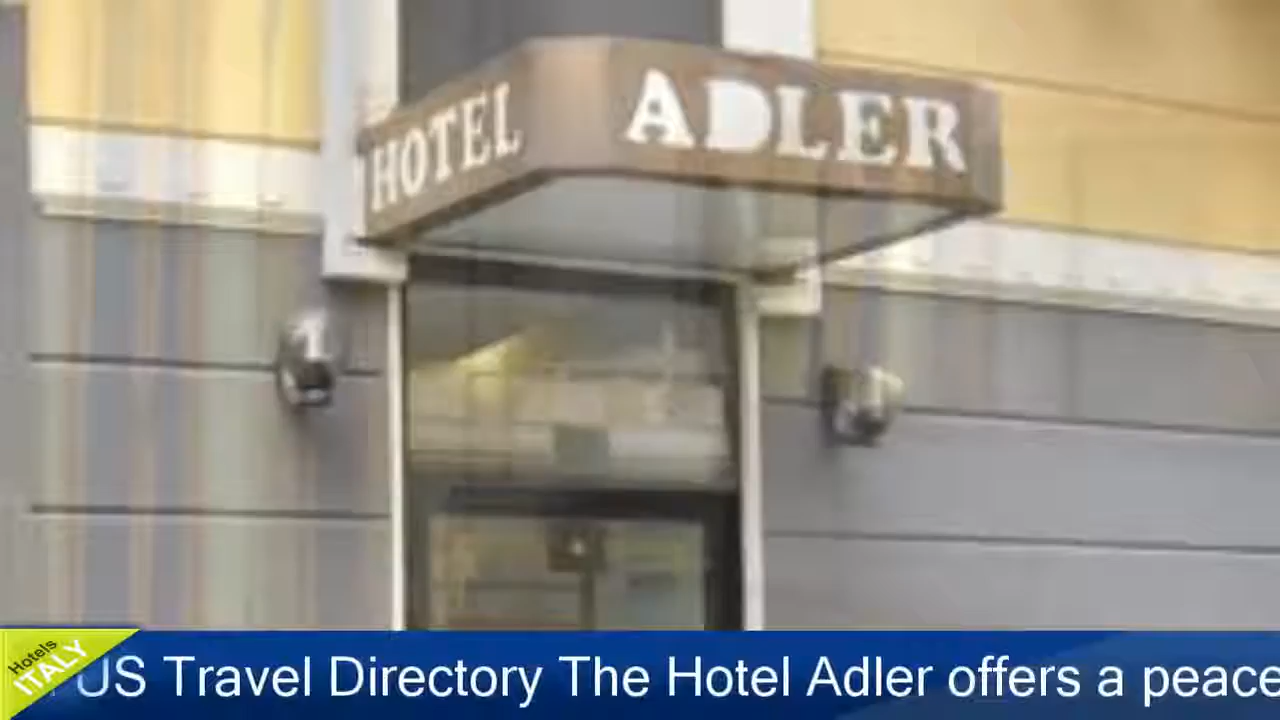 HOTEL ADLER
Hotels
ITALY
US Travel Directory The Hotel Adler offers a peace